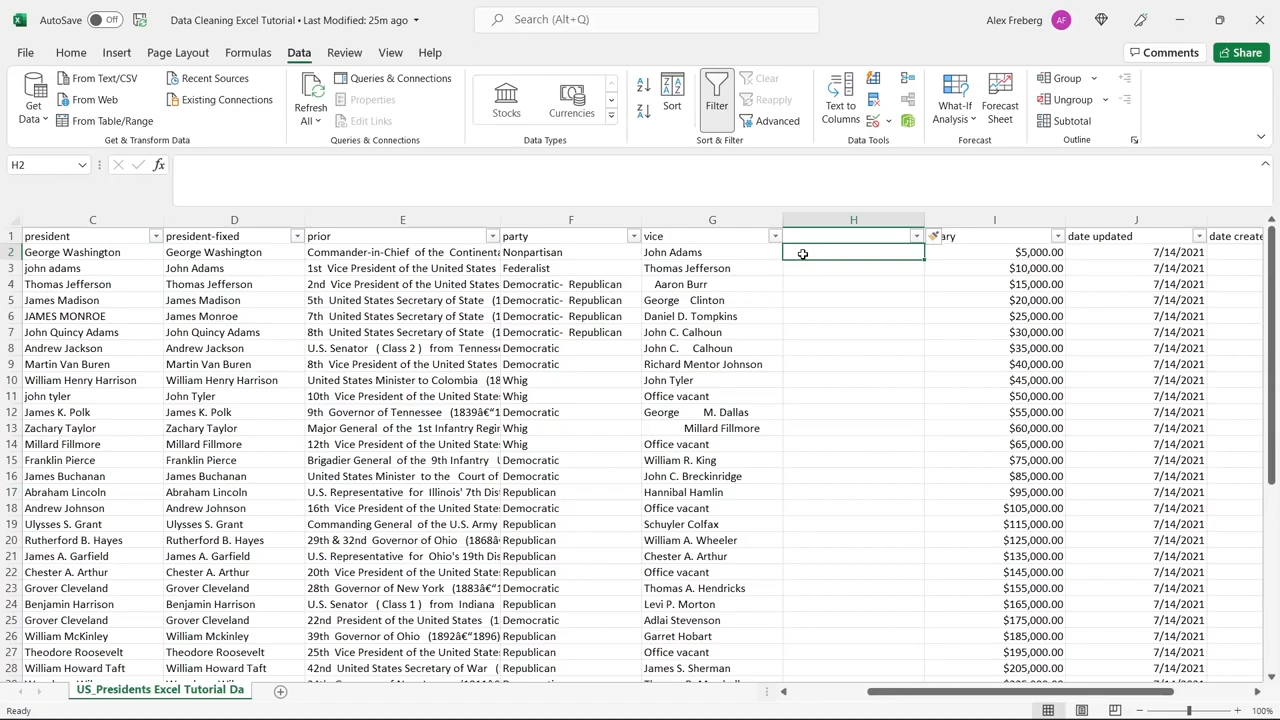 AutoSave Off Data Cleaning Excel Tutorial • Last Modified: 25m ago Search (Alt+Q) Alex Freberg AF
File Home Insert Page Layout Formulas Data Review View Help Comments Share
Get Data From Text/CSV From Web From Table/Range Recent Sources Existing Connections
Refresh All Queries & Connections Properties Edit Links
Stocks Currencies
Sort Filter Clear Reapply Advanced
Text to Columns
What-If Analysis Forecast Sheet
Group Ungroup Subtotal
Get & Transform Data Queries & Connections Data Types Sort & Filter Data Tools Forecast Outline
H2 fx
C D E F G H I J
1 president president-fixed prior party vice ary date updated date create
2 George Washington George Washington Commander-in-Chief of the Continenta Nonpartisan John Adams $5,000.00 7/14/2021
3 john adams John Adams 1st Vice President of the United States Federalist Thomas Jefferson $10,000.00 7/14/2021
4 Thomas Jefferson Thomas Jefferson 2nd Vice President of the United States Democratic- Republican Aaron Burr $15,000.00 7/14/2021
5 James Madison James Madison 5th United States Secretary of State (1 Democratic- Republican George Clinton $20,000.00 7/14/2021
6 JAMES MONROE James Monroe 7th United States Secretary of State (1 Democratic- Republican Daniel D. Tompkins $25,000.00 7/14/2021
7 John Quincy Adams John Quincy Adams 8th United States Secretary of State (1 Democratic- Republican John C. Calhoun $30,000.00 7/14/2021
8 Andrew Jackson Andrew Jackson U.S. Senator ( Class 2 ) from Tenness Democratic John C. Calhoun $35,000.00 7/14/2021
9 Martin Van Buren Martin Van Buren 8th Vice President of the United States Democratic Richard Mentor Johnson $40,000.00 7/14/2021
10 William Henry Harrison William Henry Harrison United States Minister to Colombia (18 Whig John Tyler $45,000.00 7/14/2021
11 john tyler John Tyler 10th Vice President of the United State Whig Office vacant $50,000.00 7/14/2021
12 James K. Polk James K. Polk 9th Governor of Tennessee (1839â€“1 Democratic George M. Dallas $55,000.00 7/14/2021
13 Zachary Taylor Zachary Taylor Major General of the 1st Infantry Regi Whig Millard Fillmore $60,000.00 7/14/2021
14 Millard Fillmore Millard Fillmore 12th Vice President of the United State Whig Office vacant $65,000.00 7/14/2021
15 Franklin Pierce Franklin Pierce Brigadier General of the 9th Infantry U Democratic William R. King $75,000.00 7/14/2021
16 James Buchanan James Buchanan United States Minister to the Court of Democratic John C. Breckinridge $85,000.00 7/14/2021
17 Abraham Lincoln Abraham Lincoln U.S. Representative for Illinois' 7th Dis Republican Hannibal Hamlin $95,000.00 7/14/2021
18 Andrew Johnson Andrew Johnson 16th Vice President of the United State Democratic Office vacant $105,000.00 7/14/2021
19 Ulysses S. Grant Ulysses S. Grant Commanding General of the U.S. Army Republican Schuyler Colfax $115,000.00 7/14/2021
20 Rutherford B. Hayes Rutherford B. Hayes 29th & 32nd Governor of Ohio (1868â Republican William A. Wheeler $125,000.00 7/14/2021
21 James A. Garfield James A. Garfield U.S. Representative for Ohio's 19th Dis Republican Chester A. Arthur $135,000.00 7/14/2021
22 Chester A. Arthur Chester A. Arthur 20th Vice President of the United State Republican Office vacant $145,000.00 7/14/2021
23 Grover Cleveland Grover Cleveland 28th Governor of New York (1883â€“1 Democratic Thomas A. Hendricks $155,000.00 7/14/2021
24 Benjamin Harrison Benjamin Harrison U.S. Senator ( Class 1 ) from Indiana Republican Levi P. Morton $165,000.00 7/14/2021
25 Grover Cleveland Grover Cleveland 22nd President of the United States (1 Democratic Adlai Stevenson $175,000.00 7/14/2021
26 William McKinley William Mckinley 39th Governor of Ohio (1892â€“1896) Republican Garret Hobart $185,000.00 7/14/2021
27 Theodore Roosevelt Theodore Roosevelt 25th Vice President of the United State Republican Office vacant $195,000.00 7/14/2021
28 William Howard Taft William Howard Taft 42nd United States Secretary of War ( Republican James S. Sherman $205,000.00 7/14/2021
US_Presidents Excel Tutorial Da
Ready 100%